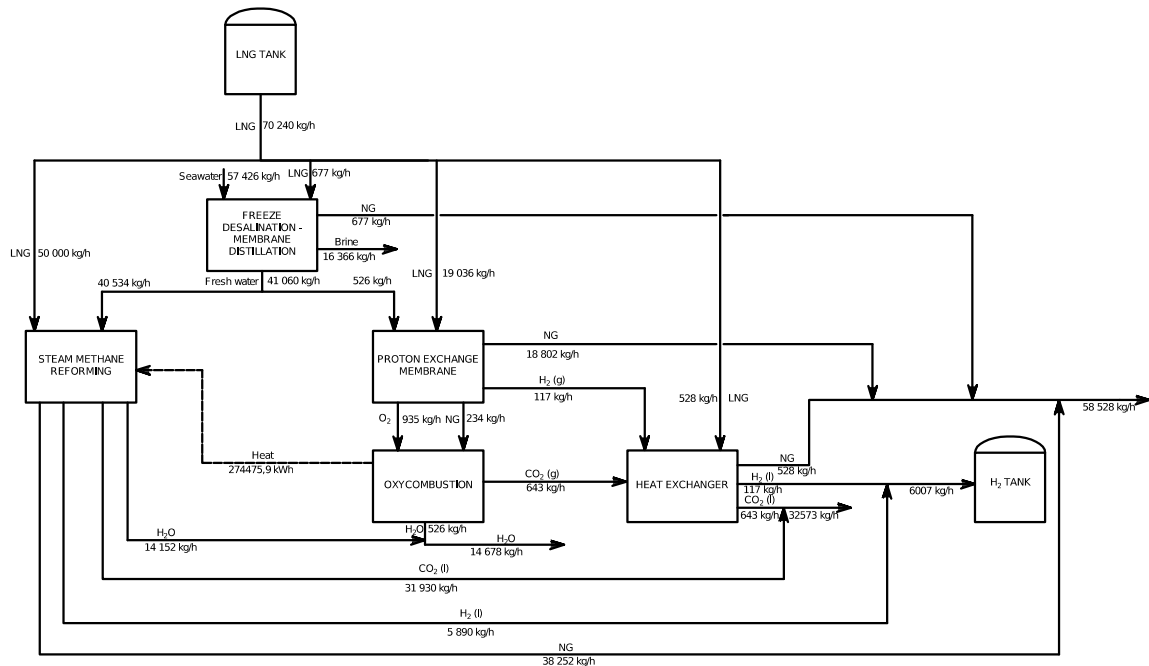 LNG TANK
LNG 70 240 kg/h
Seawater 57 426 kg/h
LNG 677 kg/h
FREEZE
DESALINATION -
MEMBRANE
DISTILLATION
NG
677 kg/h
Brine
16 366 kg/h
LNG 50 000 kg/h
40 534 kg/h
Fresh water 41 060 kg/h
526 kg/h
LNG 19 036 kg/h
STEAM METHANE
REFORMING
PROTON EXCHANGE
MEMBRANE
NG
18 802 kg/h
H₂ (g)
117 kg/h
528 kg/h LNG
58 528 kg/h
O₂ 935 kg/h
NG 234 kg/h
Heat
274475,9 kWh
OXYCOMBUSTION
CO₂ (g)
643 kg/h
HEAT EXCHANGER
NG
528 kg/h
H₂ (l)
117 kg/h
6007 kg/h
CO₂ (l)
643 kg/h 32573 kg/h
H₂ TANK
H₂O
14 152 kg/h
H₂O 526 kg/h
H₂O
14 678 kg/h
CO₂ (l)
31 930 kg/h
H₂ (l)
5 890 kg/h
NG
38 252 kg/h